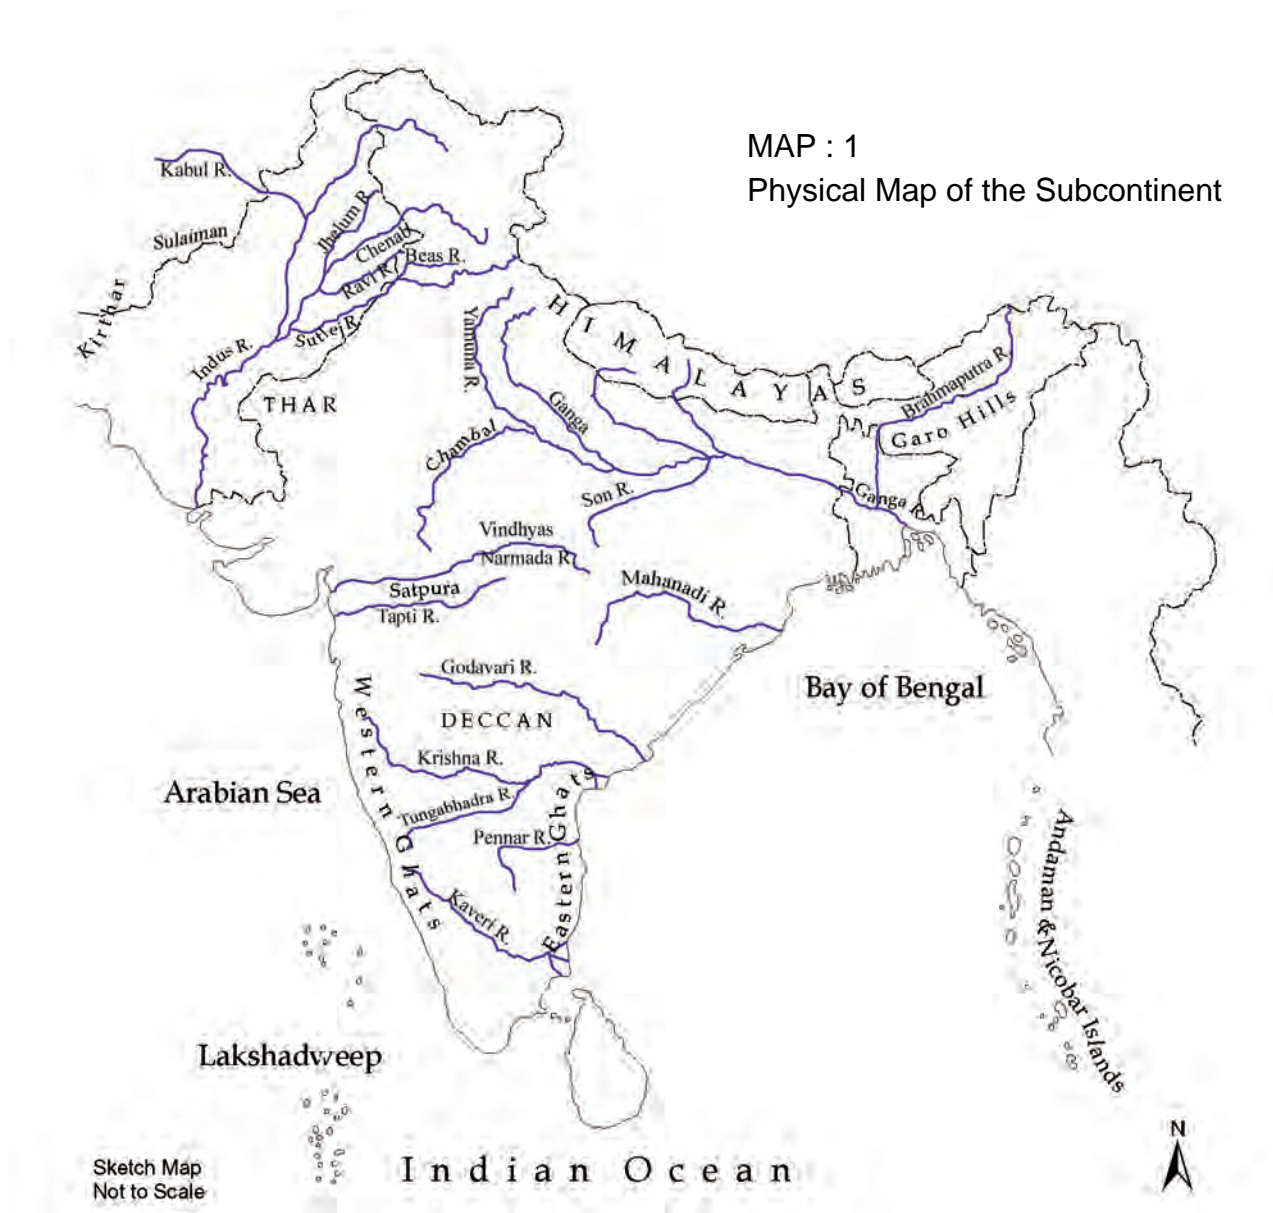 MAP : 1
Physical Map of the Subcontinent
Kabul R.
Sulaiman
Kirthar
Jhelum R.
Chenab
Beas R.
Ravi R.
Sutlej R.
Indus R.
THAR
Yamuna R.
HIMALAYAS
Ganga
Chambal
Brahmaputra R.
Garo Hills
Son R.
Ganga R.
Vindhyas
Narmada R.
Satpura
Tapti R.
Mahanadi R.
Godavari R.
Bay of Bengal
Western Ghats
DECCAN
Krishna R.
Arabian Sea
Tungabhadra R.
Eastern Ghats
Pennar R.
Kaveri R.
Andaman & Nicobar Islands
Lakshadweep
N
Indian Ocean
Sketch Map
Not to Scale